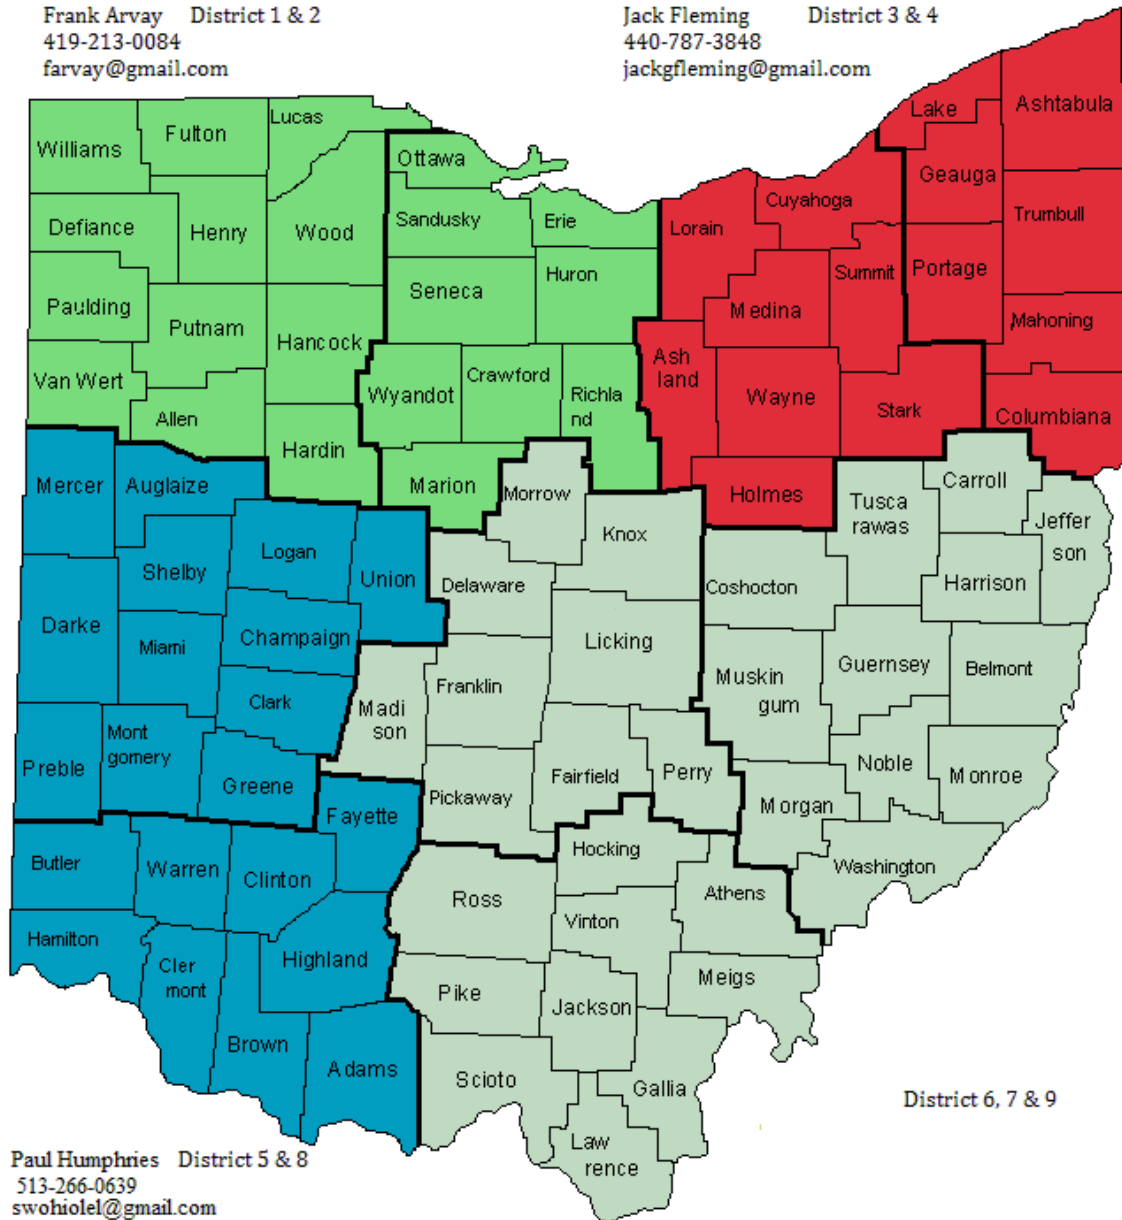 Frank Arvay District 1 & 2
419-213-0084
farvay@gmail.com
Jack Fleming District 3 & 4
440-787-3848
jackgfleming@gmail.com
Williams
Fulton
Lucas
Ottawa
Lake
Ashtabula
Geauga
Defiance
Henry
Wood
Sandusky
Erie
Lorain
Cuyahoga
Trumbull
Paulding
Putnam
Hancock
Seneca
Huron
Medina
Summit
Portage
Mahoning
Van Wert
Allen
Hardin
Wyandot
Crawford
Richla
nd
Ash
land
Wayne
Stark
Columbiana
Marion
Holmes
Mercer
Auglaize
Morrow
Knox
Tusca
rawas
Carroll
Jeffer
son
Shelby
Logan
Union
Delaware
Coshocton
Harrison
Darke
Miami
Champaign
Licking
Guernsey
Belmont
Clark
Madi
son
Franklin
Muskin
gum
Preble
Mont
gomery
Greene
Pickaway
Fairfield
Perry
Morgan
Noble
Monroe
Fayette
Butler
Warren
Clinton
Ross
Hocking
Athens
Washington
Hamilton
Cler
mont
Highland
Vinton
Pike
Jackson
Meigs
Brown
Adams
Scioto
Gallia
Law
rence
District 6, 7 & 9
Paul Humphries District 5 & 8
513-266-0639
swohiolel@gmail.com